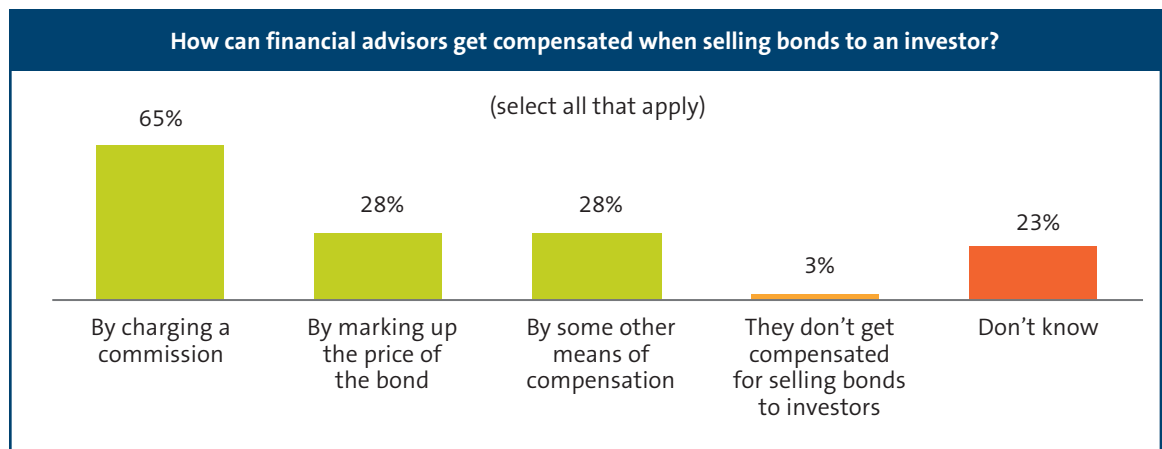 How can financial advisors get compensated when selling bonds to an investor?
(select all that apply)
65%
28%
28%
3%
23%
By charging a
commission
By marking up
the price of
the bond
By some other
means of
compensation
They don’t get
compensated
for selling bonds
to investors
Don’t know